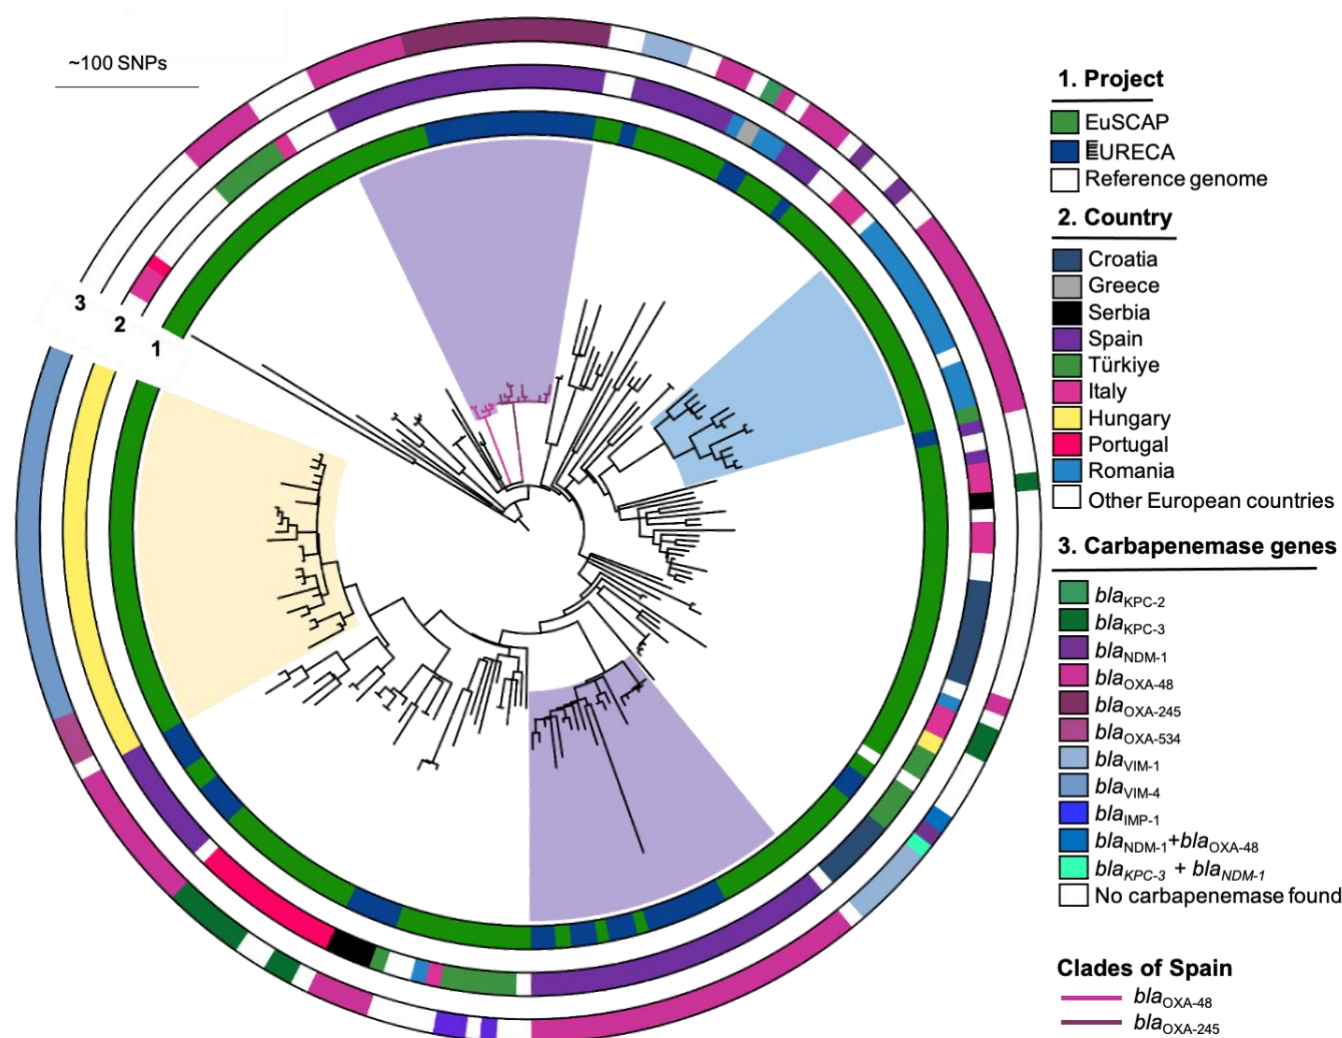 ~100 SNPs
3
2
1
1. Project
EuSCAP
EURECA
Reference genome
2. Country
Croatia
Greece
Serbia
Spain
Türkiye
Italy
Hungary
Portugal
Romania
Other European countries
3. Carbapenemase genes
blaKPC-2
blaKPC-3
blaNDM-1
blaOXA-48
blaOXA-245
blaOXA-534
blaVIM-1
blaVIM-4
blaIMP-1
blaNDM-1+blaOXA-48
blaKPC-3 + blaNDM-1
No carbapenemase found
Clades of Spain
blaOXA-48
blaOXA-245